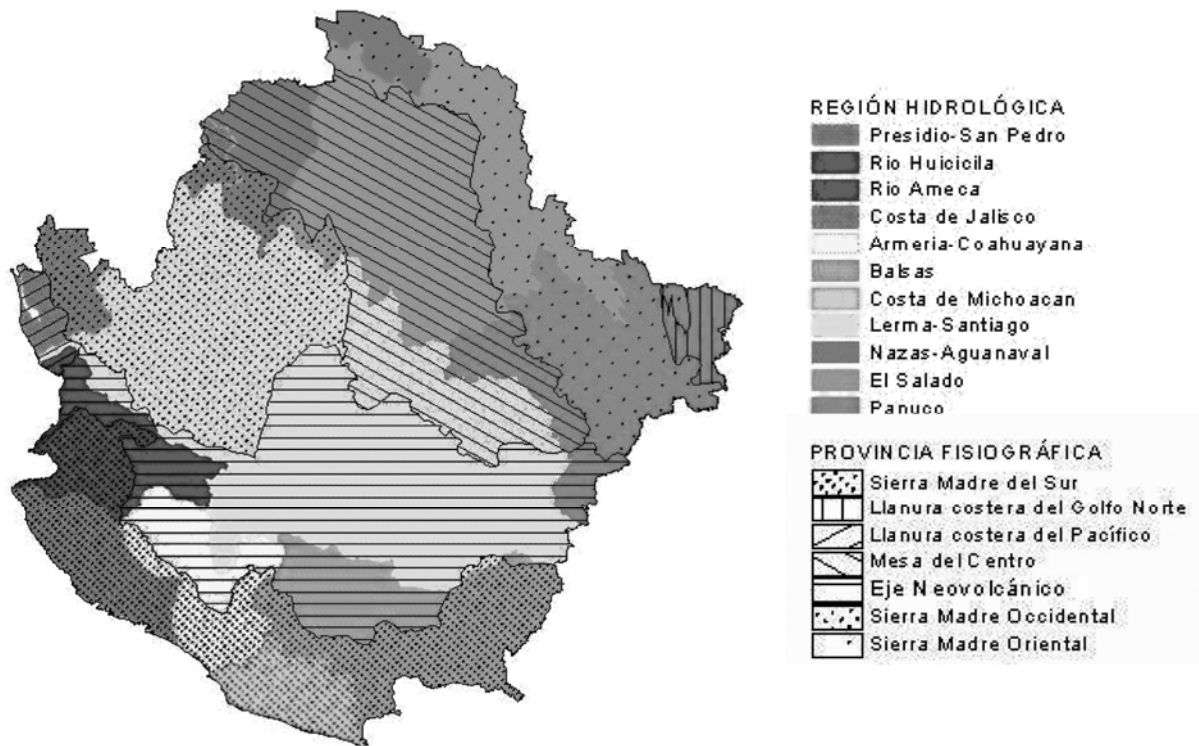 REGIÓN HIDROLÓGICA
Presidio-San Pedro
Rio Huicicila
Rio Ameca
Costa de Jalisco
Armeria-Coahuayana
Balsas
Costa de Michoacan
Lerma-Santiago
Nazas-Aguanaval
El Salado
Panuco
PROVINCIA FISIOGRÁFICA
Sierra Madre del Sur
Llanura costera del Golfo Norte
Llanura costera del Pacífico
Mesa del Centro
Eje Neovolcánico
Sierra Madre Occidental
Sierra Madre Oriental